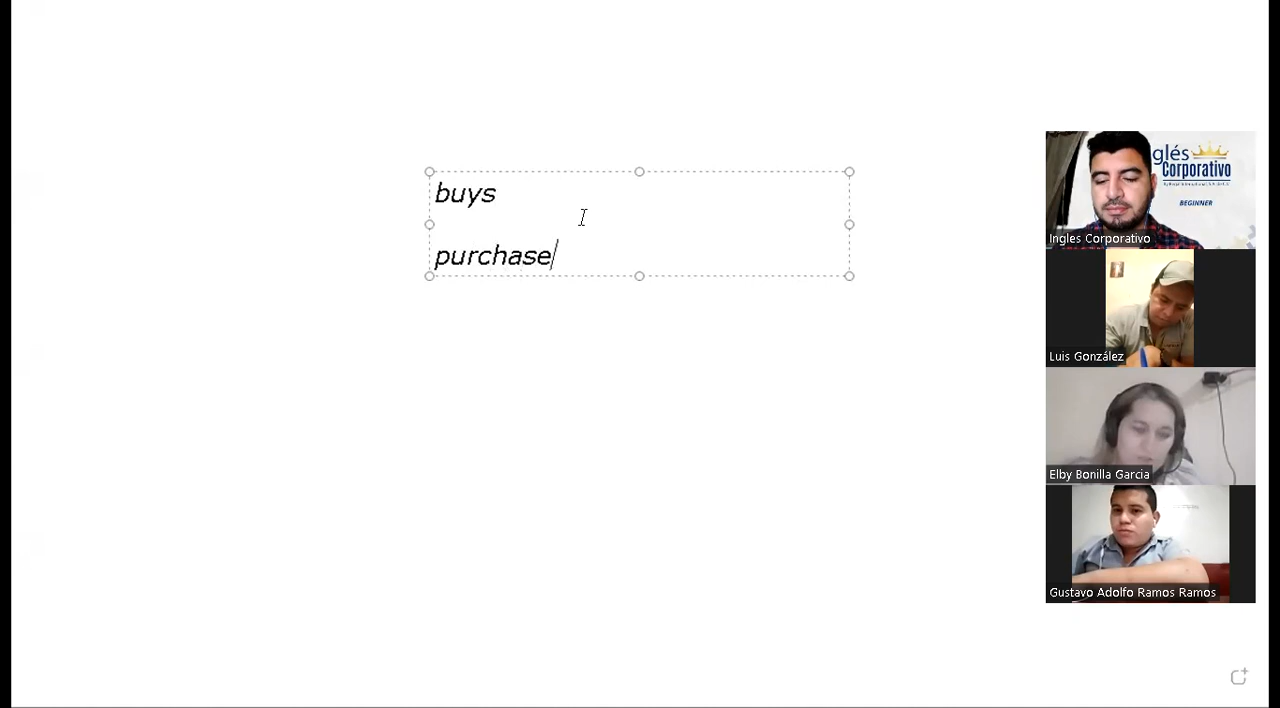 buys
purchase
glés
Corporativo
BEGINNER
Ingles Corporativo
Luis González
Elby Bonilla Garcia
Gustavo Adolfo Ramos Ramos